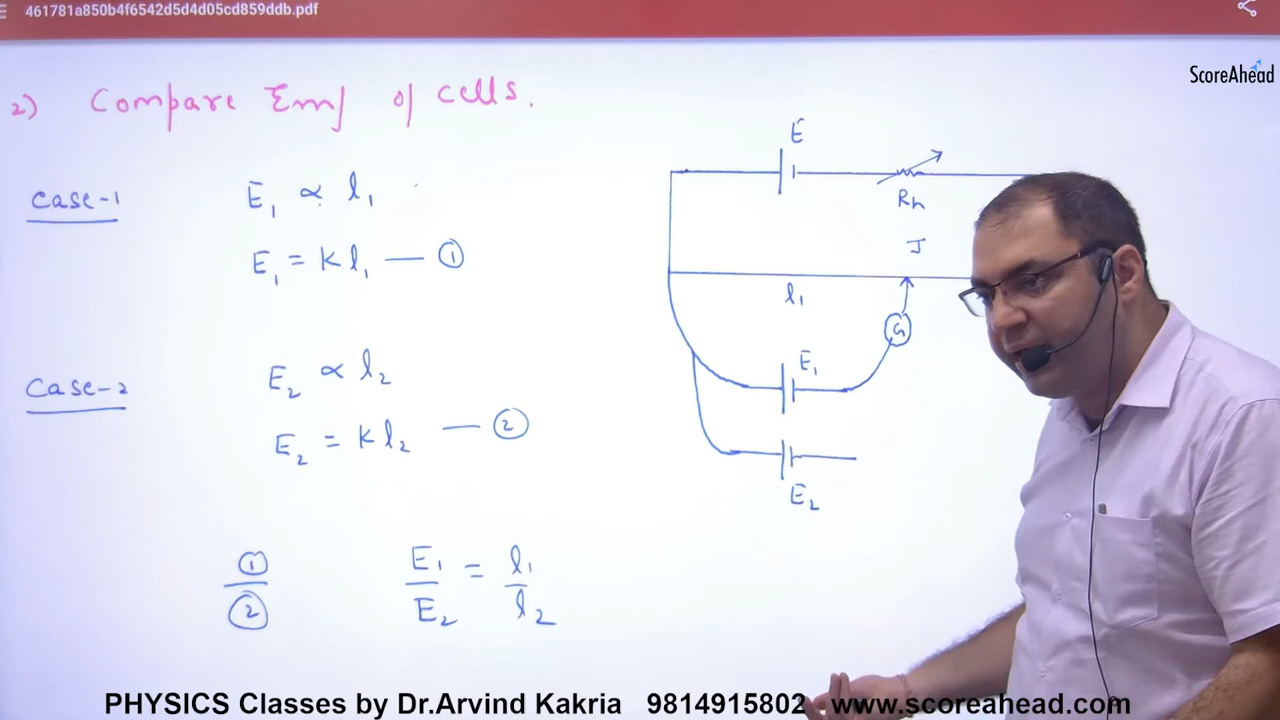 461781a850b4f6542d5d4d05cd859ddb.pdf
ScoreAhead
2) Compare Emf of cells.
Case-1
E₁ ∝ l₁
E₁ = K l₁ — ①
Case-2
E₂ ∝ l₂
E₂ = K l₂ — ②
①/②
E₁/E₂ = l₁/l₂
E
Rh
J
l₁
G
E₁
E₂
PHYSICS Classes by Dr.Arvind Kakria 9814915802 www.scoreahead.com